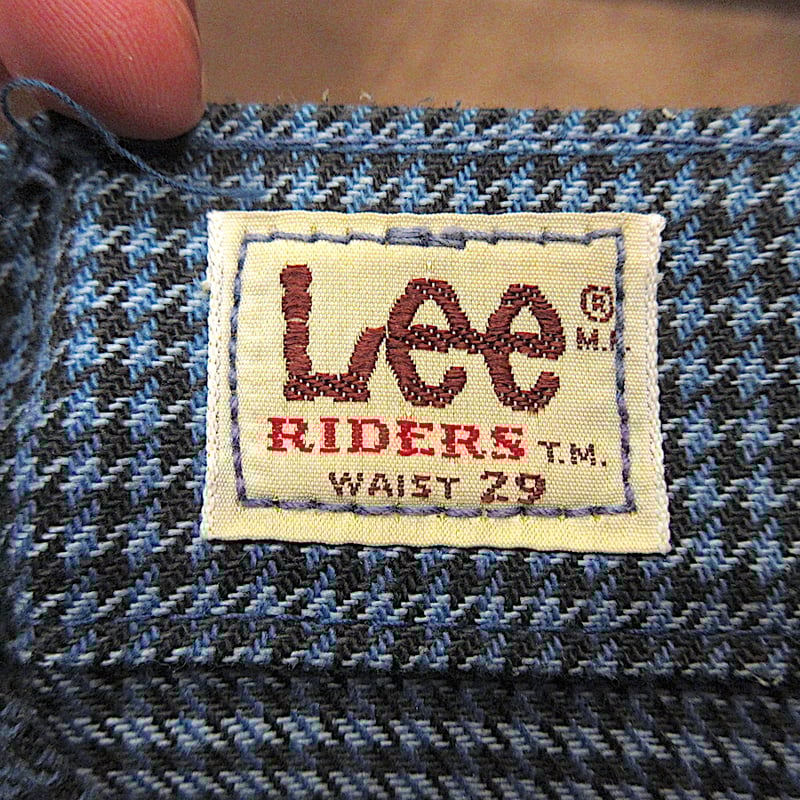 Lee ®
M.R.
RIDERS T.M.
WAIST 29